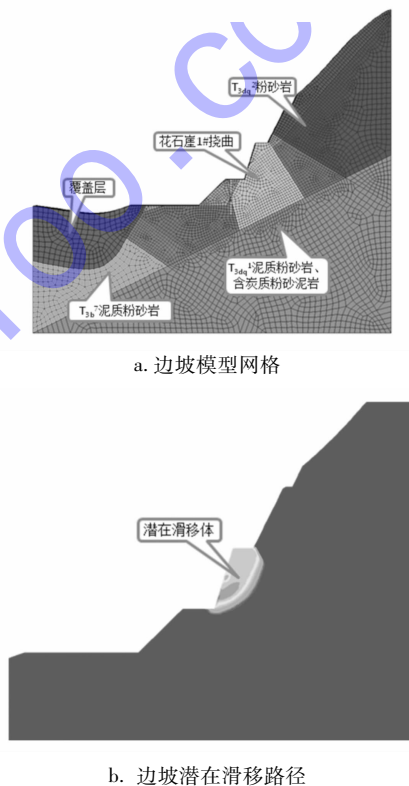 T₃dq²粉砂岩
花石崖1#挠曲
覆盖层
T₃dq¹泥质粉砂岩、
含炭质粉砂泥岩
T₃b⁷泥质粉砂岩
a. 边坡模型网格
潜在滑移体
b. 边坡潜在滑移路径